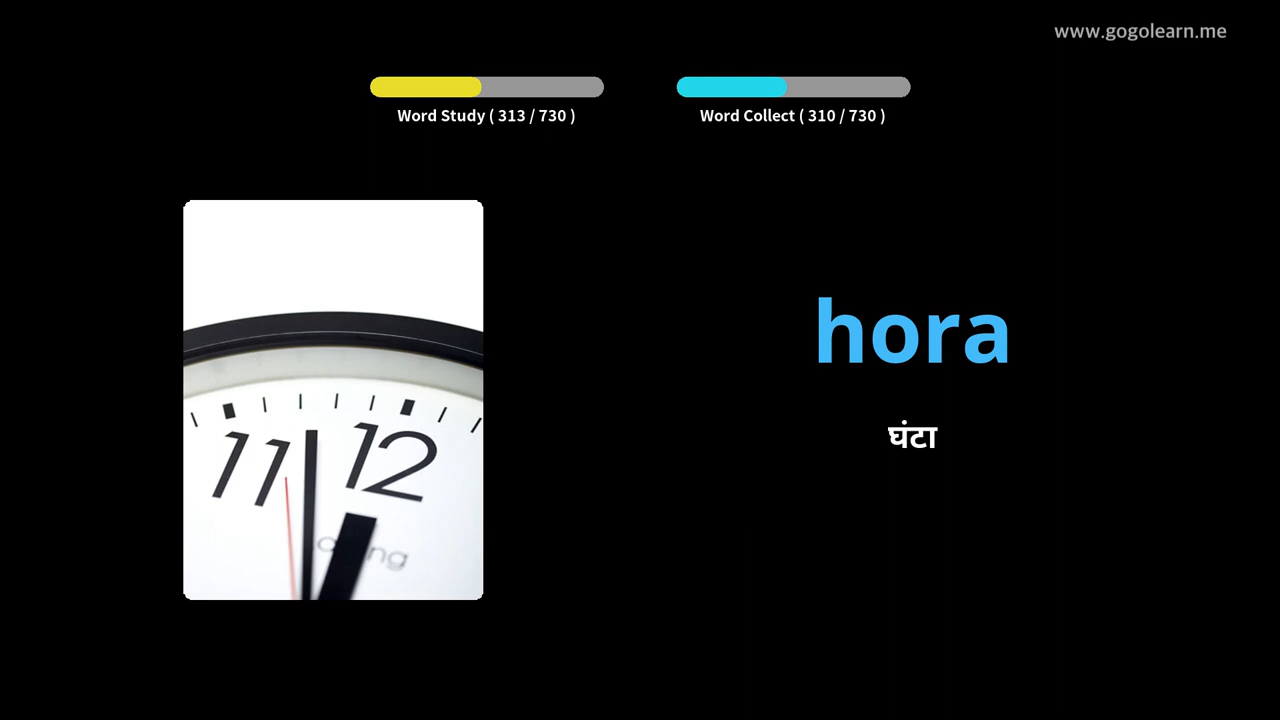 www.gogolearn.me
Word Study ( 313 / 730 )
Word Collect ( 310 / 730 )
11 12
hora
घंटा